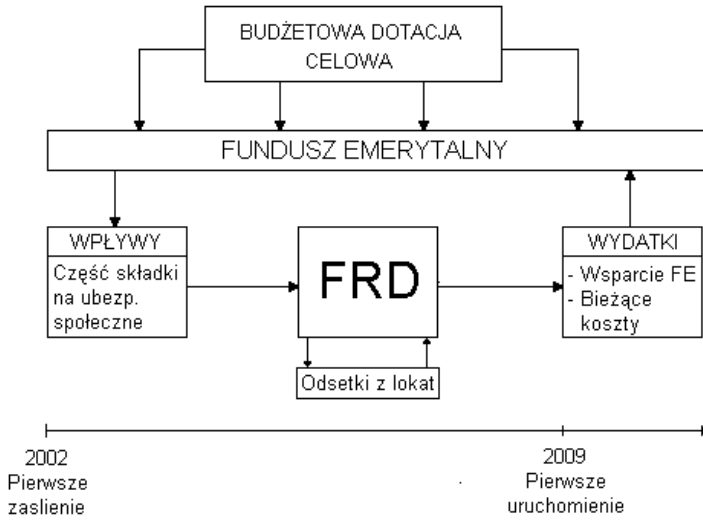 BUDŻETOWA DOTACJA
CELOWA
FUNDUSZ EMERYTALNY
WPŁYWY
Część składki
na ubezp.
społeczne
FRD
WYDATKI
- Wsparcie FE
- Bieżące
koszty
Odsetki z lokat
2002
Pierwsze
zaslienie
2009
Pierwsze
uruchomienie